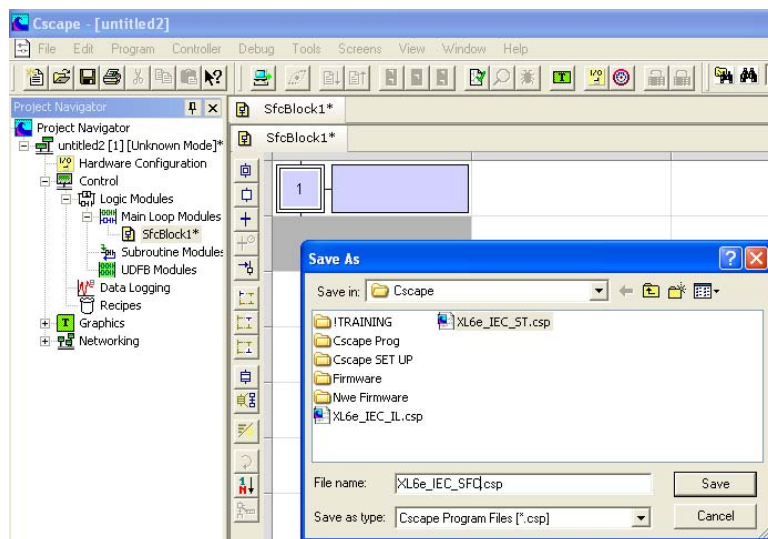 Cscape - [untitled2]
File Edit Program Controller Debug Tools Screens View Window Help
Project Navigator
SfcBlock1*
Project Navigator
untitled2 [1] [Unknown Mode]*
SfcBlock1*
Hardware Configuration
Control
Logic Modules
1
Main Loop Modules
SfcBlock1*
Subroutine Modules
UDFB Modules
Data Logging
Recipes
Graphics
Networking
Save As
Save in: Cscape
!TRAINING
XL6e_IEC_ST.csp
Cscape Prog
Cscape SET UP
Firmware
Nwe Firmware
XL6e_IEC_IL.csp
File name: XL6e_IEC_SFC.csp
Save
Save as type: Cscape Program Files [*.csp]
Cancel